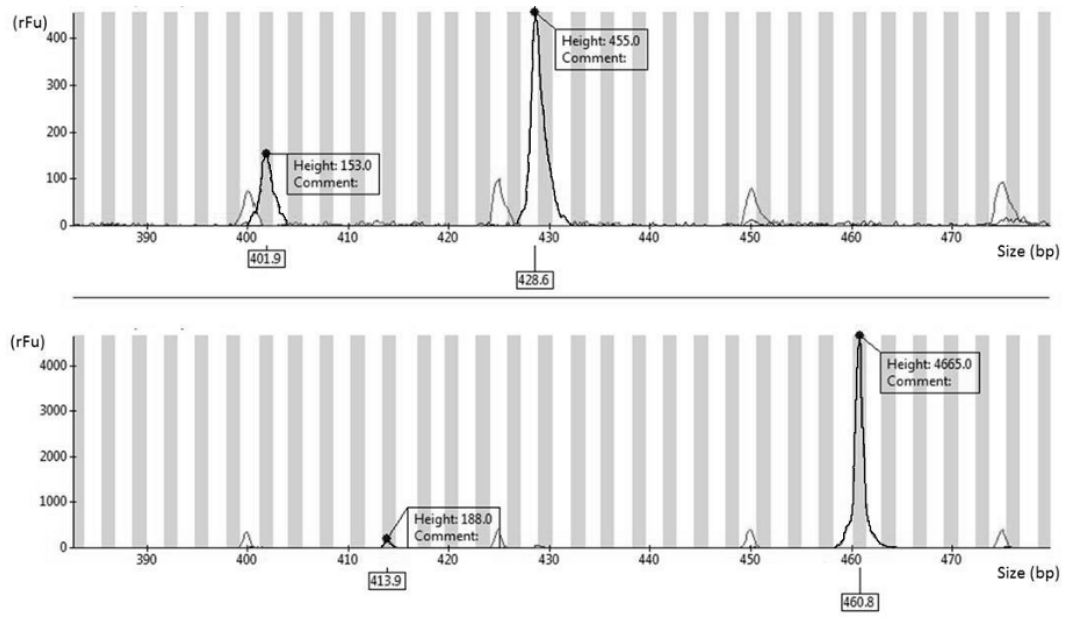 (rFu)
400
300
200
100
0
Height: 455.0
Comment:
Height: 153.0
Comment:
390 400 410 420 430 440 450 460 470
Size (bp)
401.9
428.6
(rFu)
4000
3000
2000
1000
0
Height: 4665.0
Comment:
Height: 188.0
Comment:
390 400 410 420 430 440 450 460 470
Size (bp)
413.9
460.8